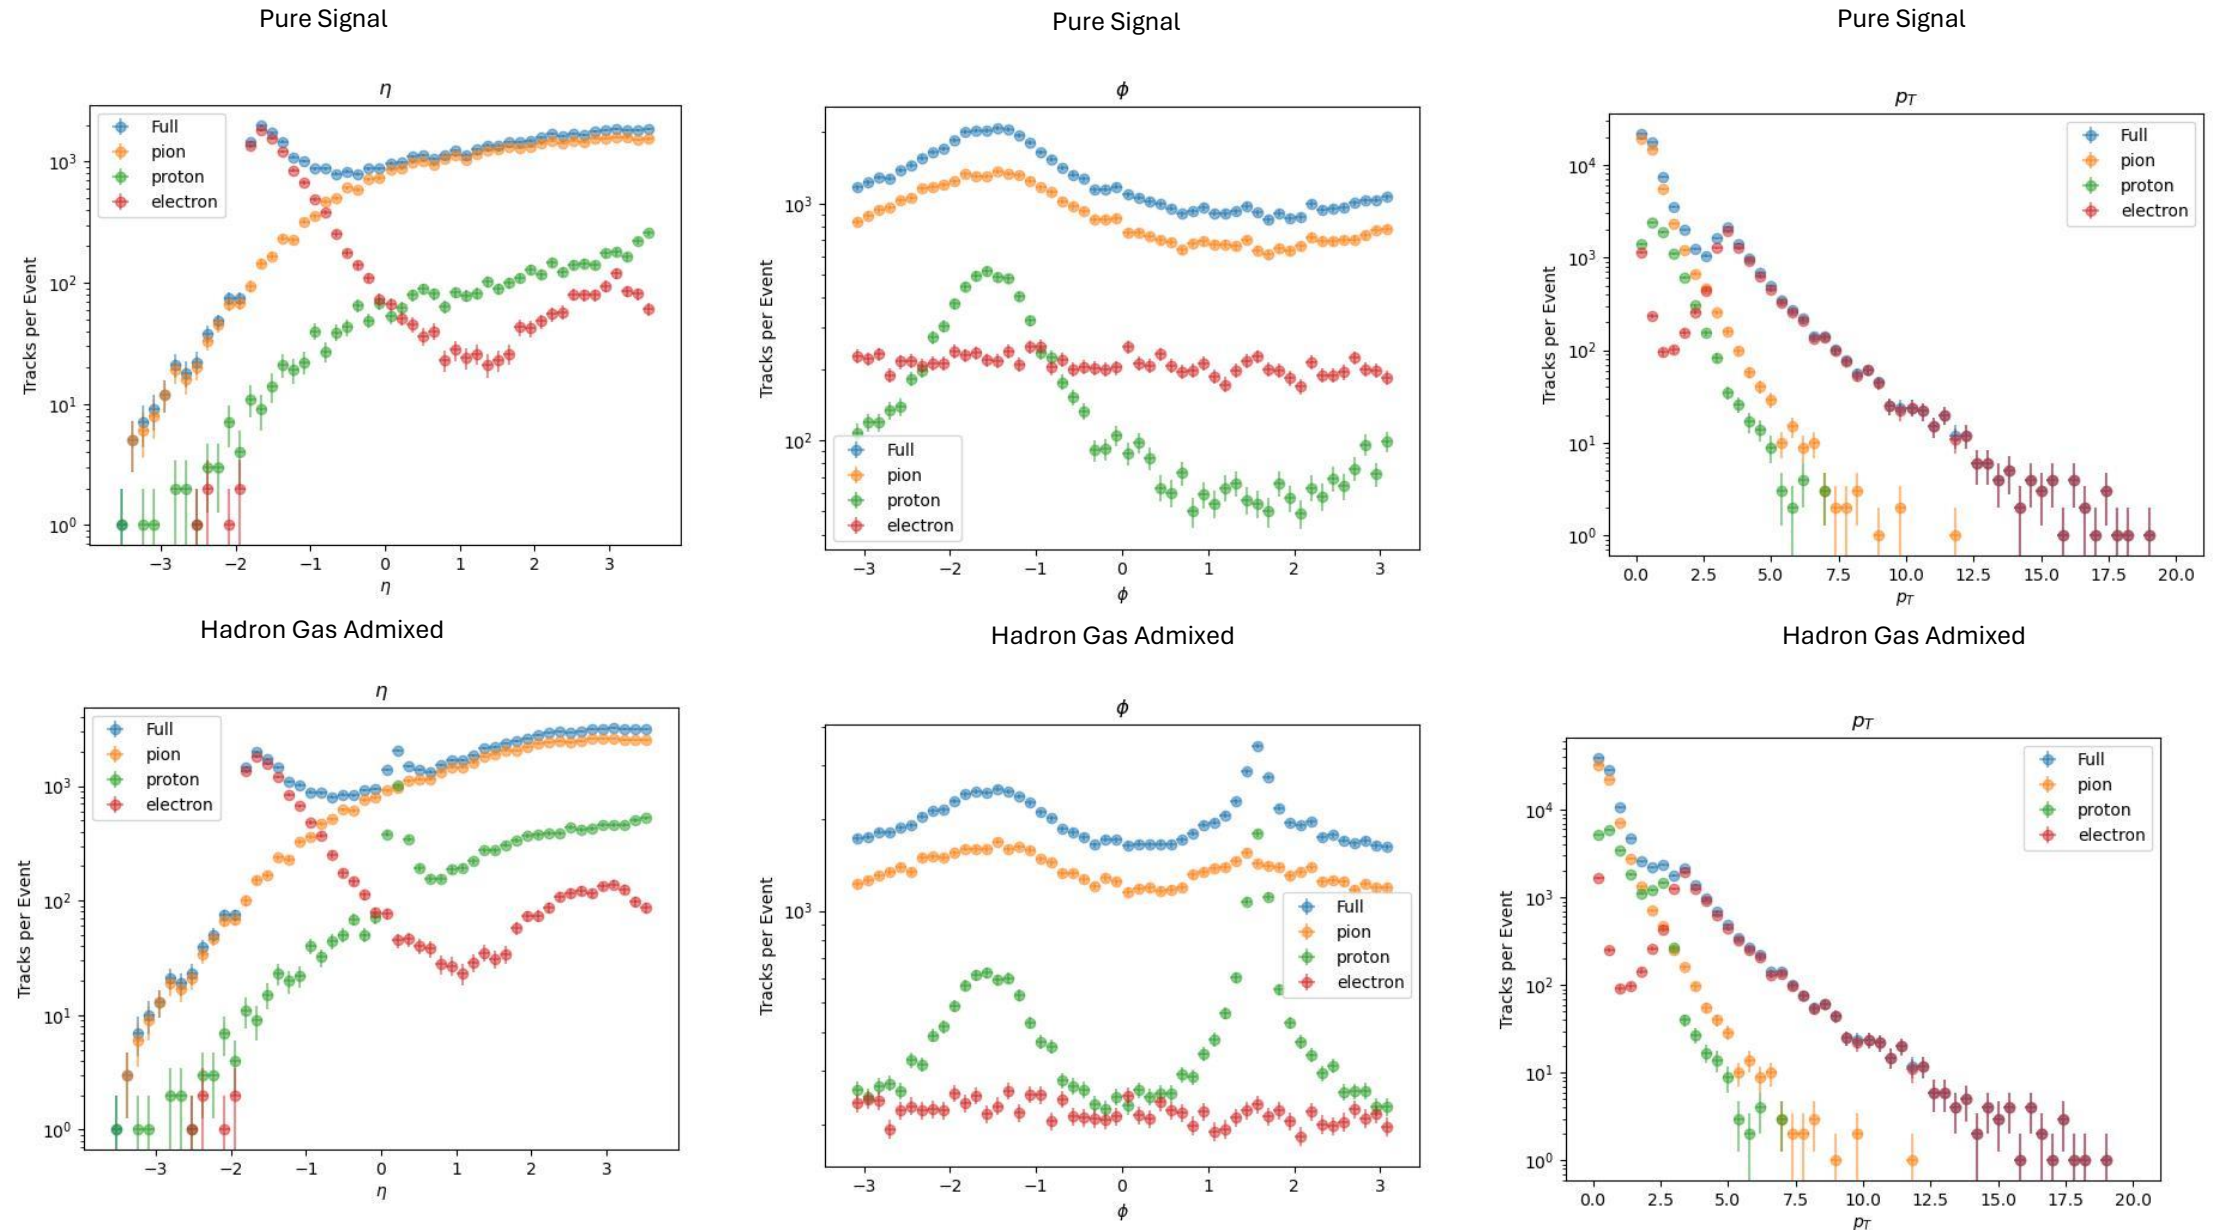 Pure Signal
η
Full
pion
proton
electron
Tracks per Event
10³
10²
10¹
10⁰
−3 −2 −1 0 1 2 3
η
Pure Signal
ϕ
Tracks per Event
10³
10²
Full
pion
proton
electron
−3 −2 −1 0 1 2 3
ϕ
Pure Signal
p_T
Full
pion
proton
electron
Tracks per Event
10⁴
10³
10²
10¹
10⁰
0.0 2.5 5.0 7.5 10.0 12.5 15.0 17.5 20.0
p_T
Hadron Gas Admixed
η
Full
pion
proton
electron
Tracks per Event
10³
10²
10¹
10⁰
−3 −2 −1 0 1 2 3
η
Hadron Gas Admixed
ϕ
Tracks per Event
10³
Full
pion
proton
electron
−3 −2 −1 0 1 2 3
ϕ
Hadron Gas Admixed
p_T
Full
pion
proton
electron
Tracks per Event
10⁴
10³
10²
10¹
10⁰
0.0 2.5 5.0 7.5 10.0 12.5 15.0 17.5 20.0
p_T